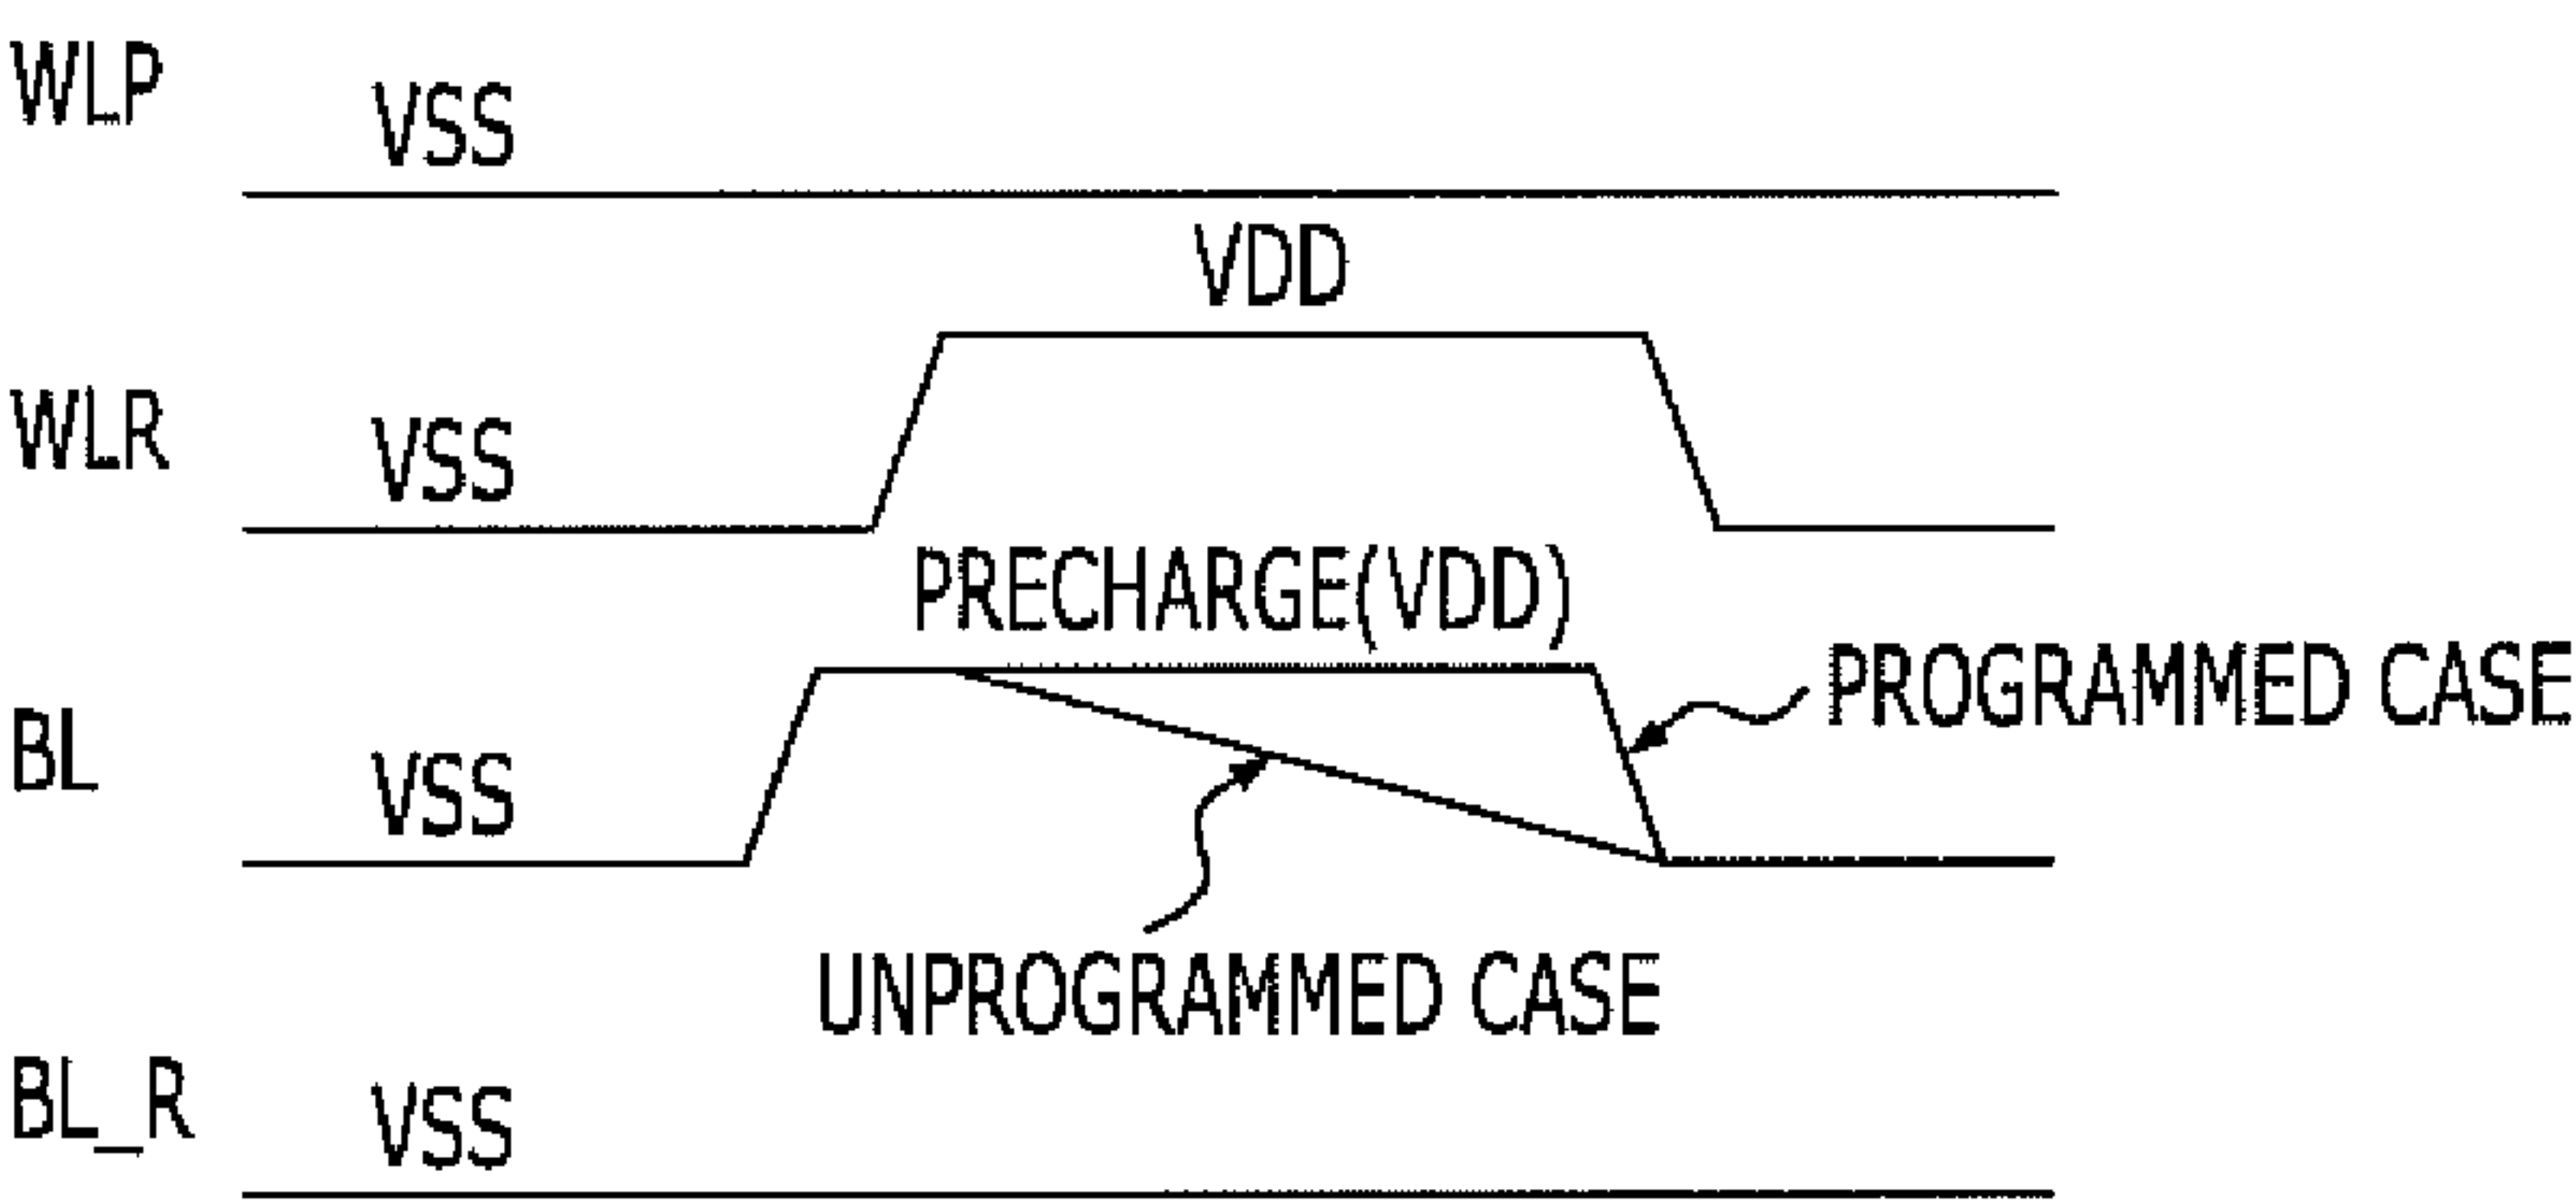 WLP
VSS
VDD
WLR
VSS
PRECHARGE(VDD)
PROGRAMMED CASE
BL
VSS
UNPROGRAMMED CASE
BL_R
VSS